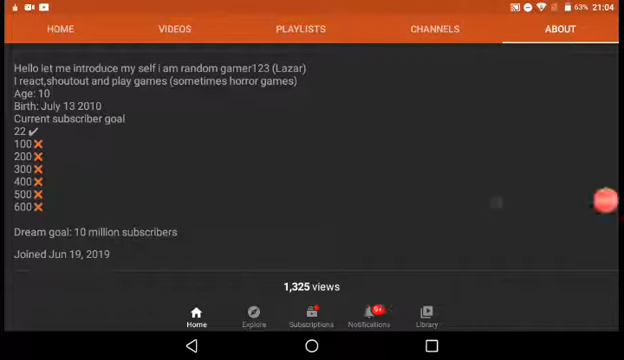 63% 21:04
HOME VIDEOS PLAYLISTS CHANNELS ABOUT
Hello let me introduce my self i am random gamer123 (Lazar)
I react,shoutout and play games (sometimes horror games)
Age: 10
Birth: July 13 2010
Current subscriber goal
22 ✔
100 ❌
200 ❌
300 ❌
400 ❌
500 ❌
600 ❌
Dream goal: 10 million subscribers
Joined Jun 19, 2019
1,325 views
9+
Home Explore Subscriptions Notifications Library